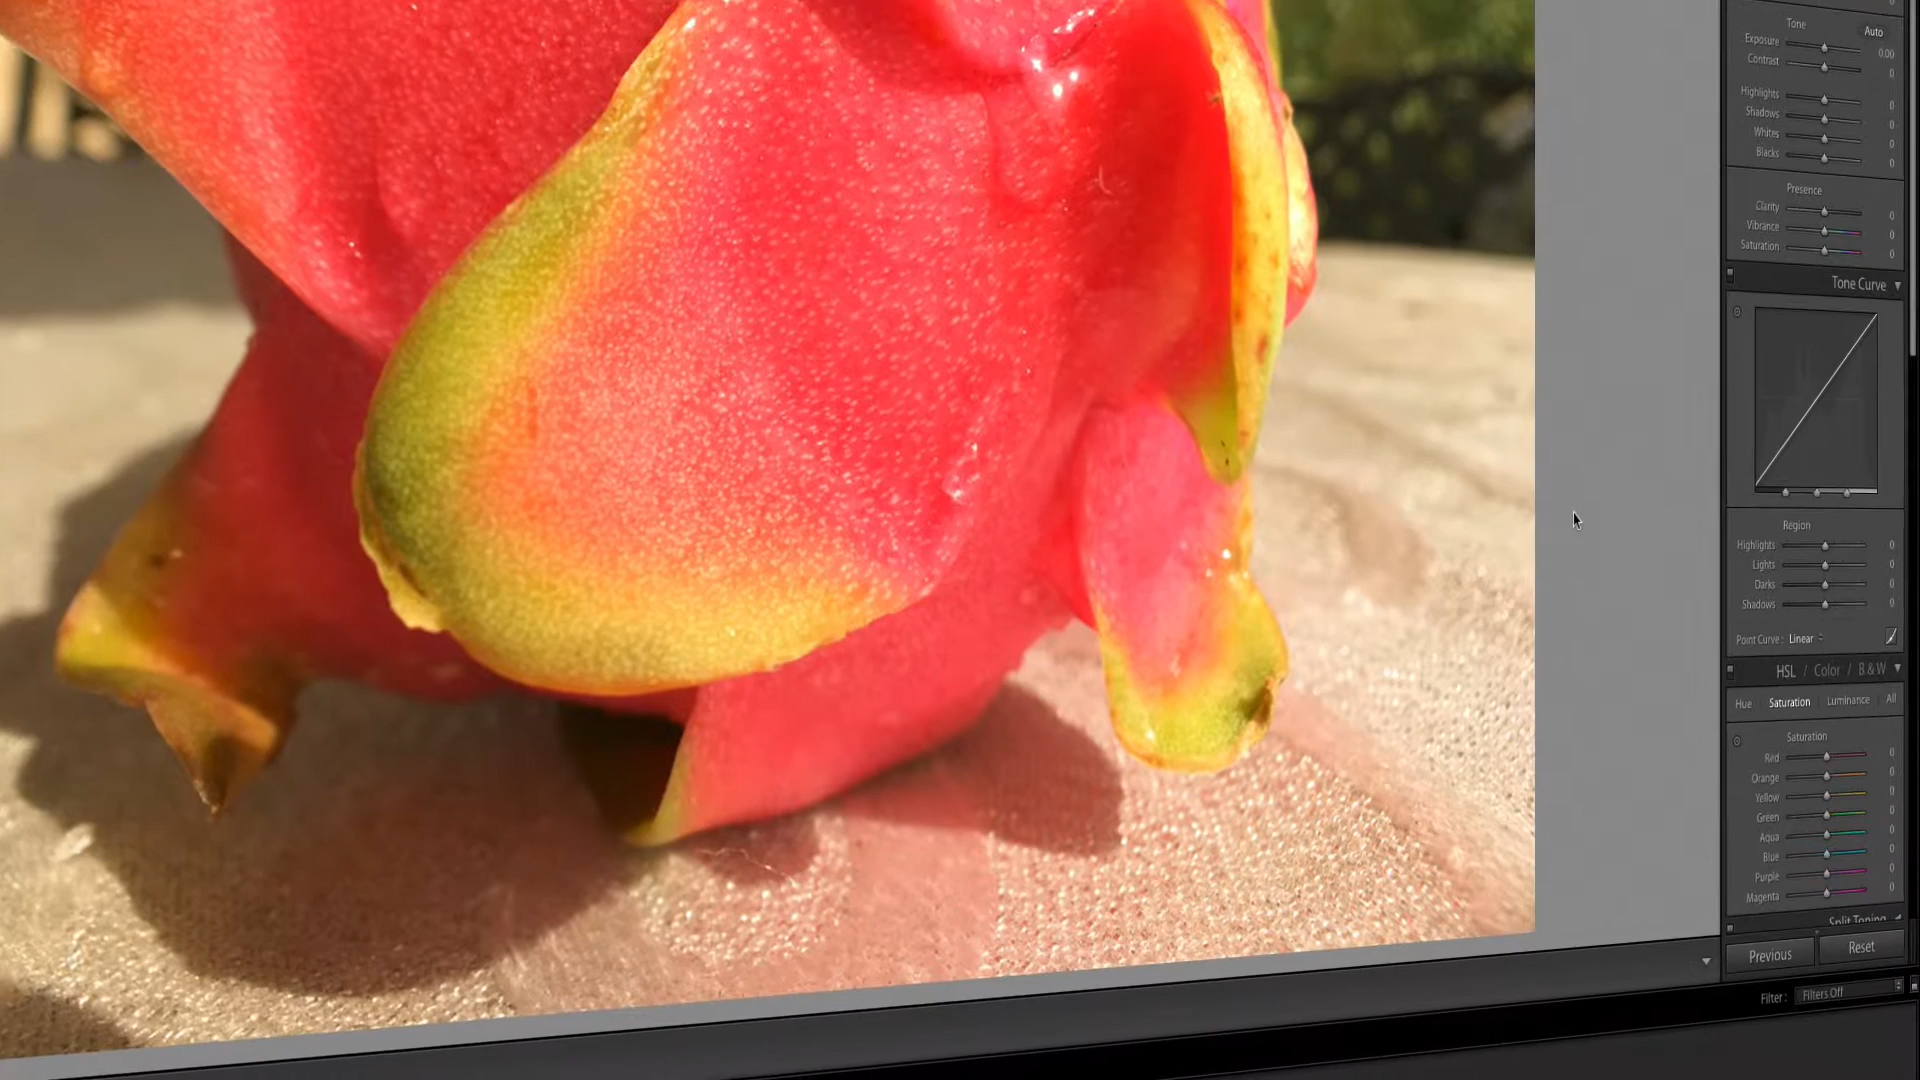 Tone Auto
Exposure 0.00
Contrast 0
Highlights 0
Shadows 0
Whites 0
Blacks 0
Presence
Clarity 0
Vibrance 0
Saturation 0
Tone Curve
Region
Highlights 0
Lights 0
Darks 0
Shadows 0
Point Curve : Linear
HSL / Color / B & W
Hue Saturation Luminance All
Saturation
Red 0
Orange 0
Yellow 0
Green 0
Aqua 0
Blue 0
Purple 0
Magenta 0
Split Toning
Previous Reset
Filter : Filters Off